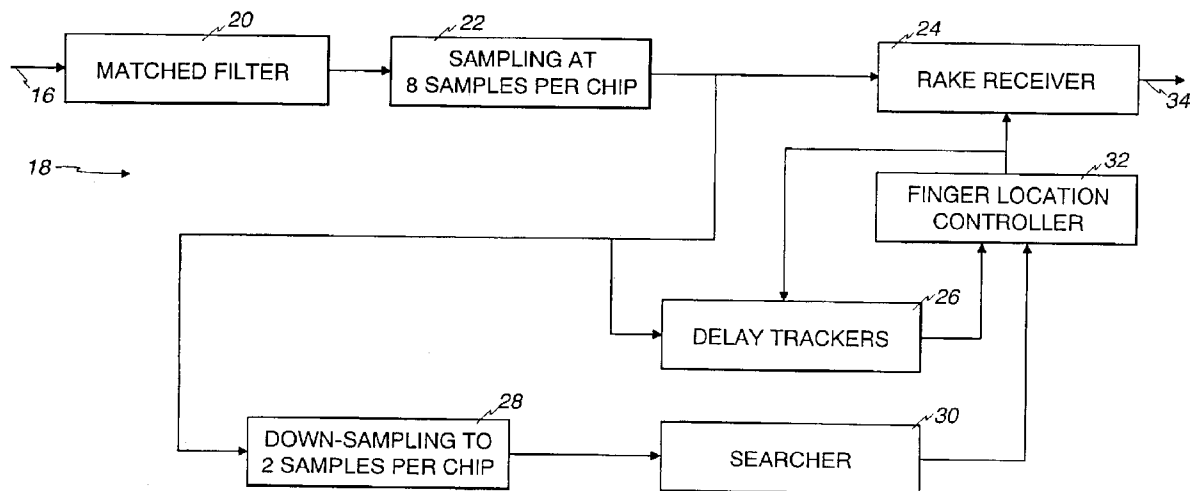 20
MATCHED FILTER
16
22
SAMPLING AT
8 SAMPLES PER CHIP
24
RAKE RECEIVER
34
18
32
FINGER LOCATION
CONTROLLER
26
DELAY TRACKERS
28
DOWN-SAMPLING TO
2 SAMPLES PER CHIP
30
SEARCHER